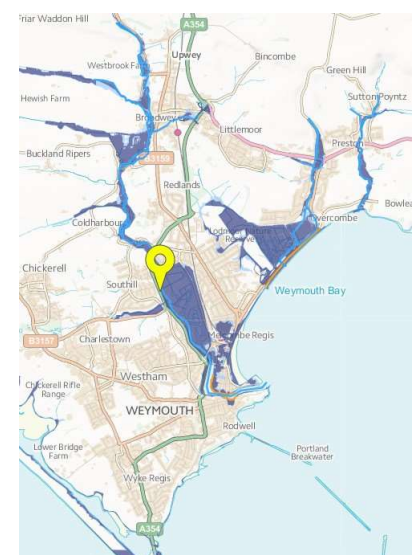 Friar Waddon Hill
A354
Upwey
Bincombe
Westbrook Farm
Green Hill
Hewish Farm
Sutton Poyntz
Broadwey
Littlemoor
Preston
Buckland Ripers
B3159
Redlands
Overcombe
Coldharbour
Lodmoor Nature
Reserve
Chickerell
Southill
Weymouth Bay
B3157
Charlestown
Melcombe Regis
Chickerell Rifle
Range
Westham
WEYMOUTH
Rodwell
Lower Bridge
Farm
Portland
Breakwater
Wyke Regis
A354